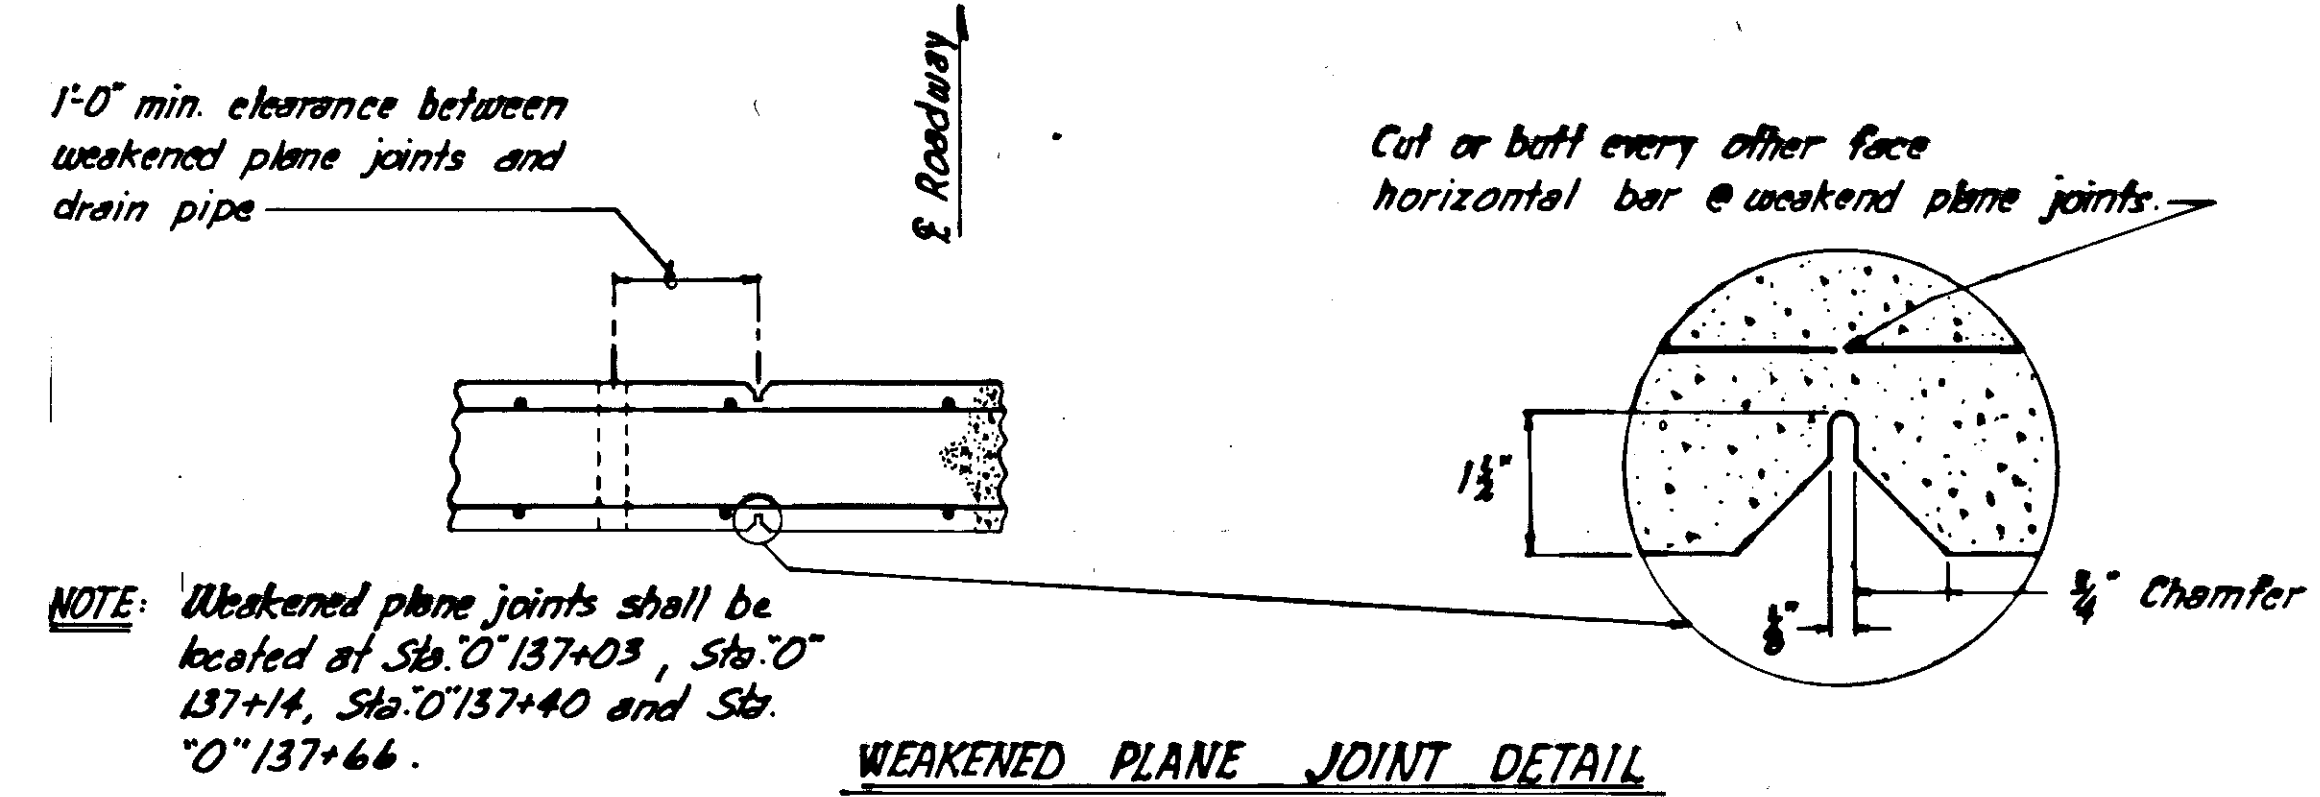 1'-0" min. clearance between
weakened plane joints and
drain pipe
℄ Roadway
Cut or butt every other face
horizontal bar @ weakend plane joints.
1½"
¾" Chamfer
NOTE: Weakened plane joints shall be
located at Sta. "O" 137+03, Sta. "O"
137+14, Sta. "O" 137+40 and Sta.
"O" 137+66.
WEAKENED PLANE JOINT DETAIL